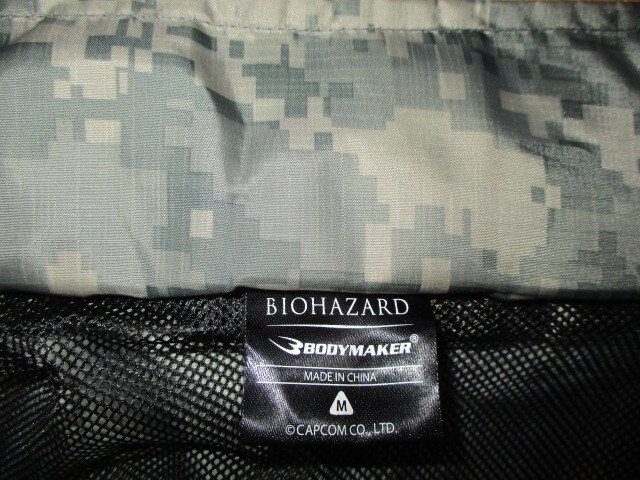 BIOHAZARD
BODYMAKER®
MADE IN CHINA
M
©CAPCOM CO., LTD.